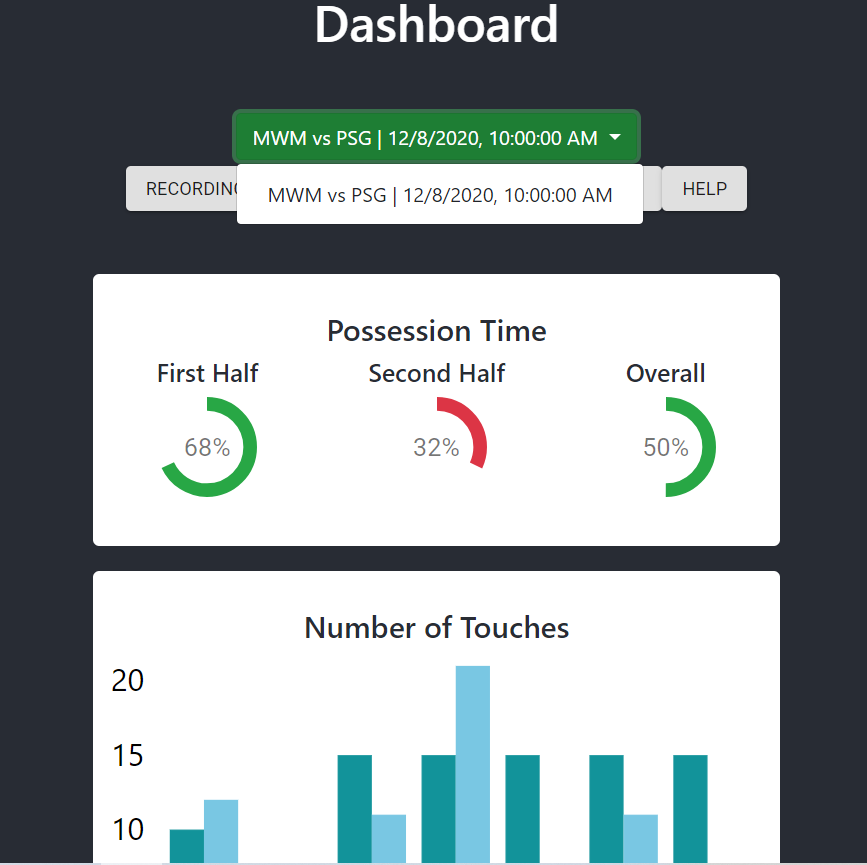 Dashboard
MWM vs PSG | 12/8/2020, 10:00:00 AM
RECORDING
HELP
MWM vs PSG | 12/8/2020, 10:00:00 AM
Possession Time
First Half Second Half Overall
68% 32% 50%
Number of Touches
20
15
10